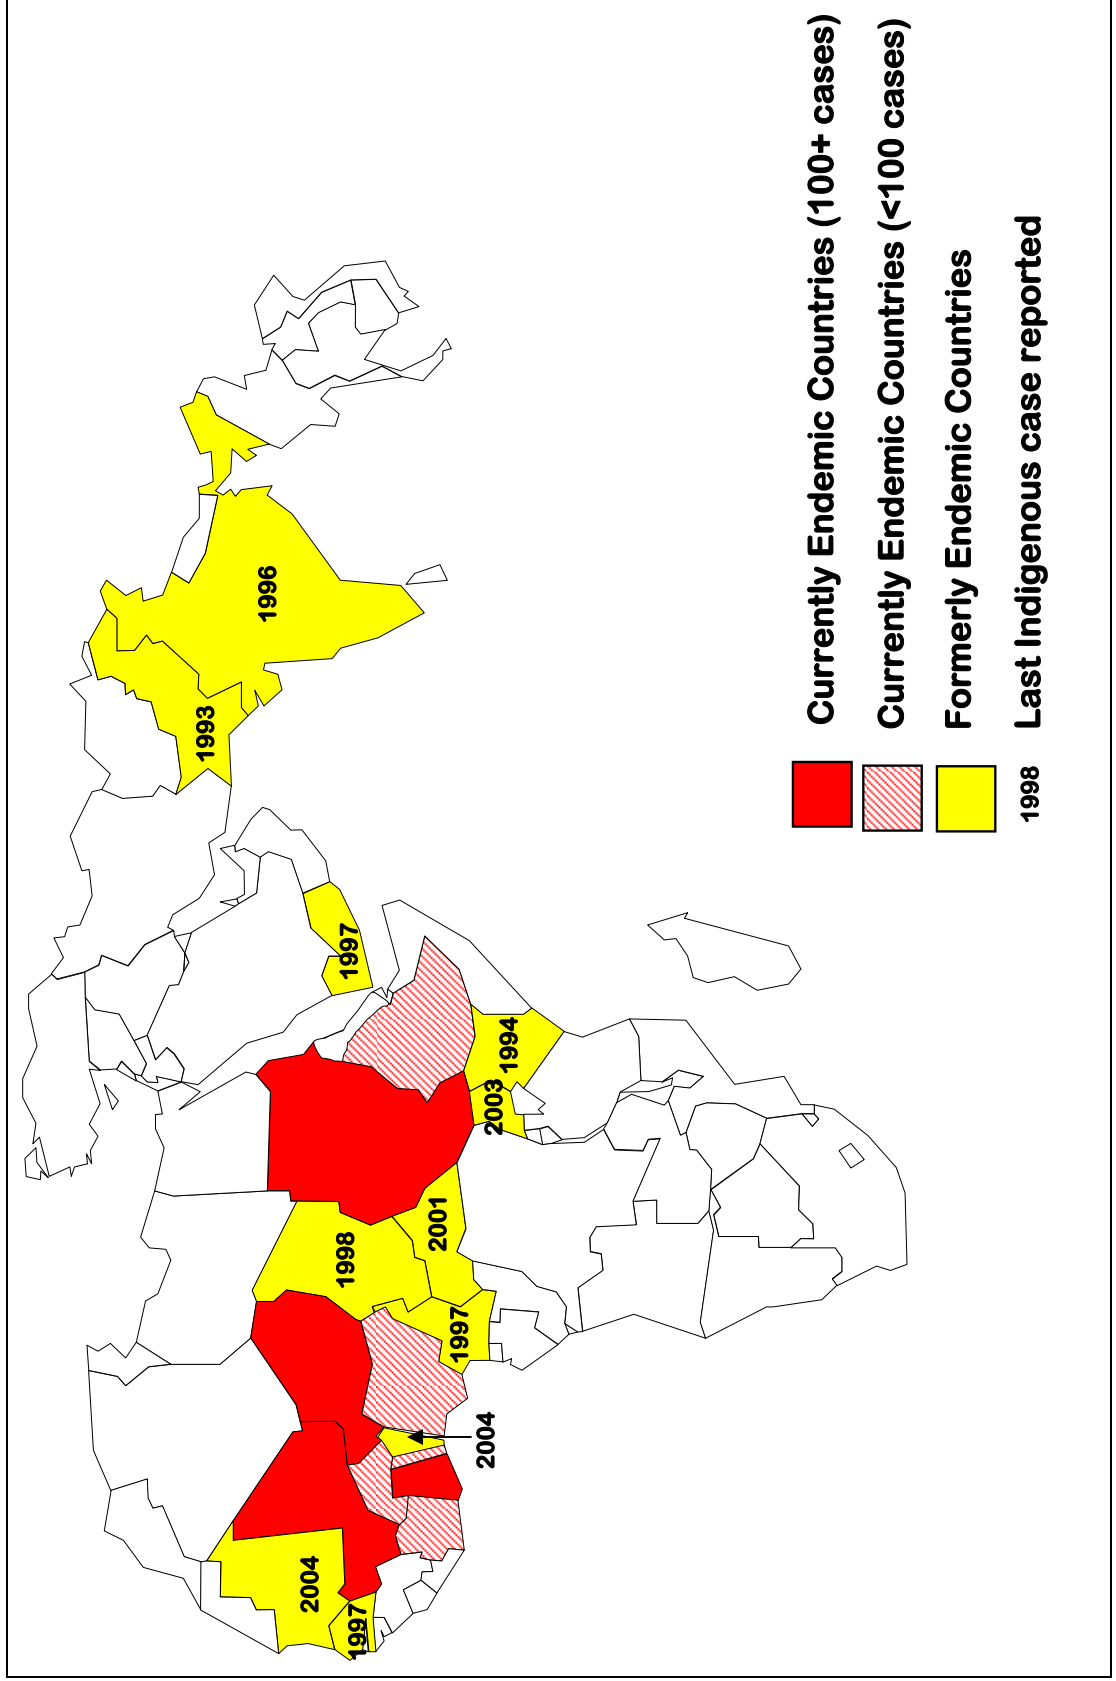 1996
1993
1997
1994
2003
2001
1998
1997
2004
2004
1997
Currently Endemic Countries (100+ cases)
Currently Endemic Countries (<100 cases)
Formerly Endemic Countries
1998 Last Indigenous case reported